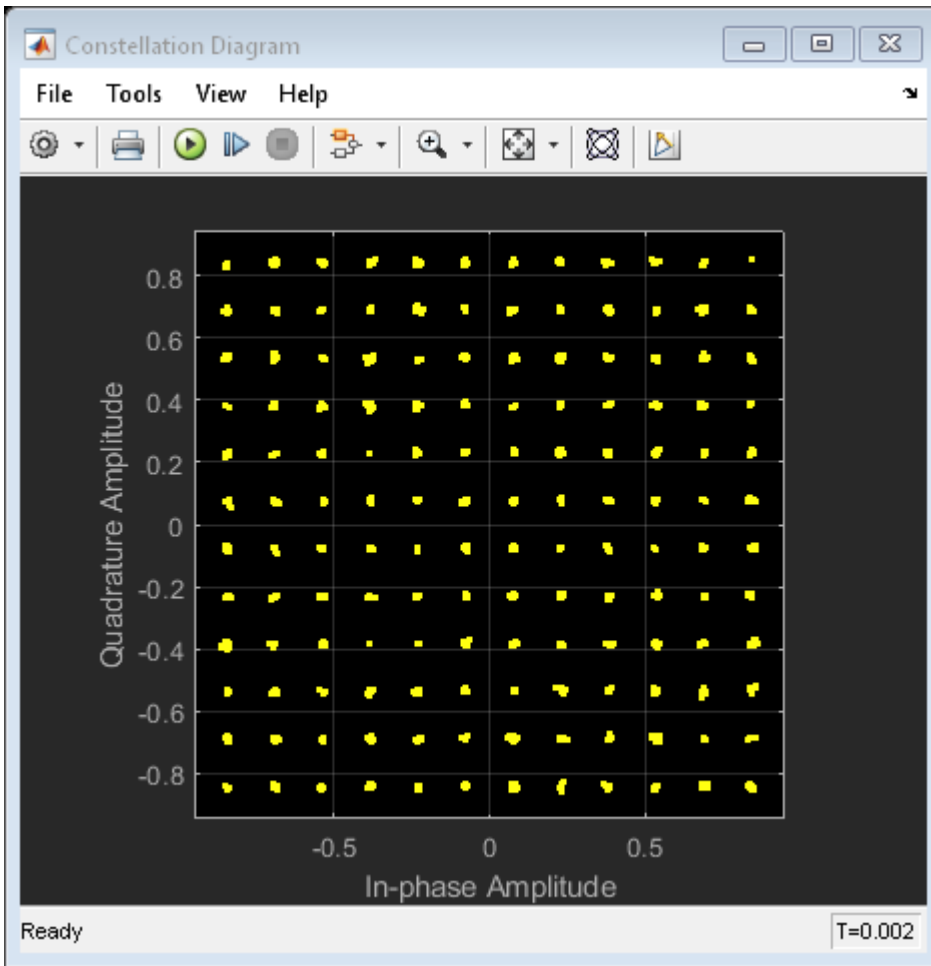 Constellation Diagram
File Tools View Help
0.8
0.6
0.4
0.2
0
-0.2
-0.4
-0.6
-0.8
Quadrature Amplitude
-0.5 0 0.5
In-phase Amplitude
Ready T=0.002